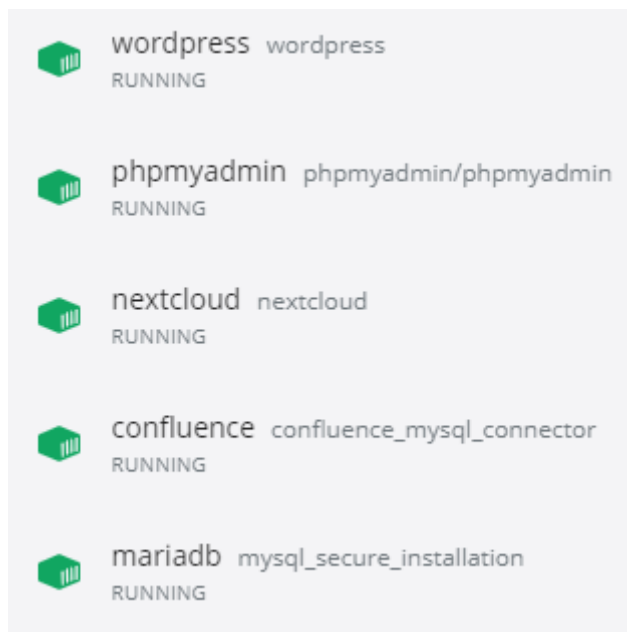 wordpress wordpress
RUNNING
phpmyadmin phpmyadmin/phpmyadmin
RUNNING
nextcloud nextcloud
RUNNING
confluence confluence_mysql_connector
RUNNING
mariadb mysql_secure_installation
RUNNING